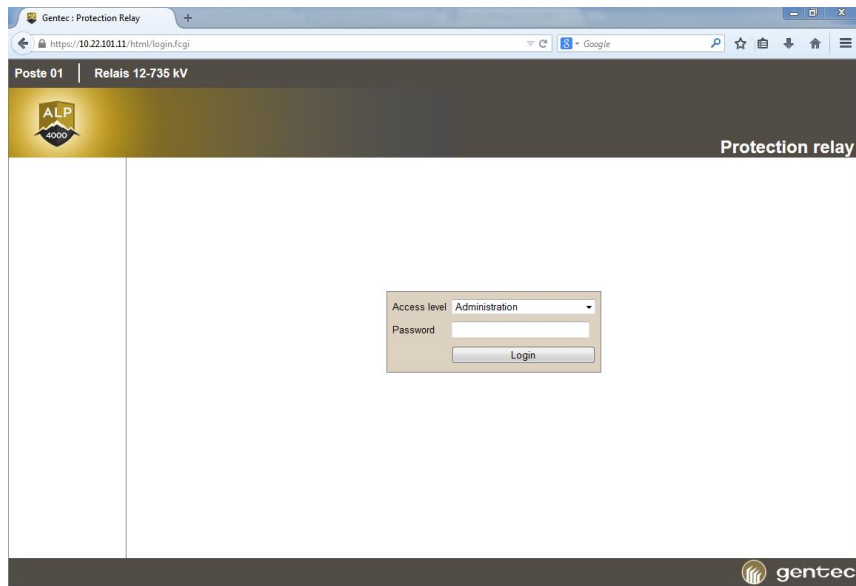 Gentec : Protection Relay
https://10.22.101.11/html/login.fcgi
Google
Poste 01 Relais 12-735 kV
ALP
4000
Protection relay
Access level Administration
Password
Login
gentec